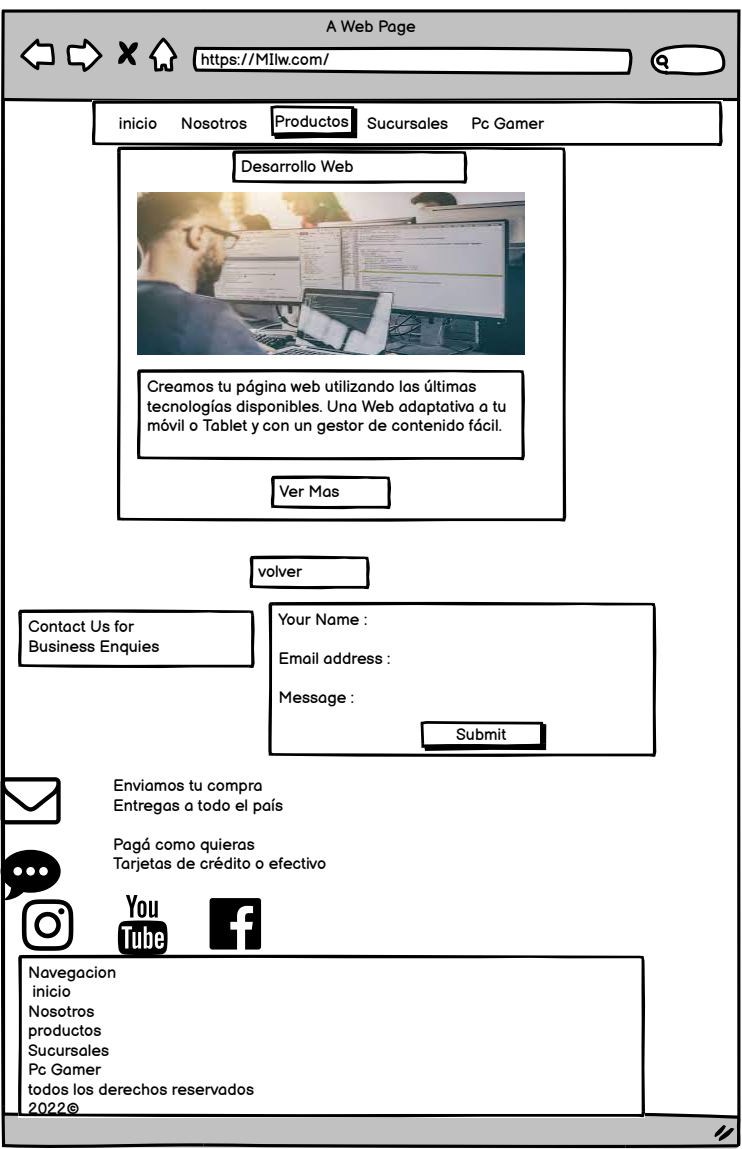 A Web Page
https://MIlw.com/
inicio Nosotros Productos Sucursales Pc Gamer
Desarrollo Web
Creamos tu página web utilizando las últimas
tecnologías disponibles. Una Web adaptativa a tu
móvil o Tablet y con un gestor de contenido fácil.
Ver Mas
volver
Contact Us for
Business Enquies
Your Name :
Email address :
Message :
Submit
Enviamos tu compra
Entregas a todo el país
Pagá como quieras
Tarjetas de crédito o efectivo
You
Tube
Navegacion
inicio
Nosotros
productos
Sucursales
Pc Gamer
todos los derechos reservados
2022©